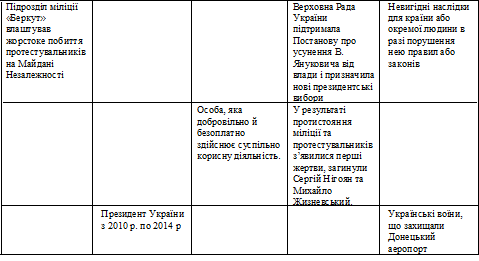 Підрозділ міліції
«Беркут»
влаштував
жорстоке побиття
протестувальників
на Майдані
Незалежності
Верховна Рада
України
підтримала
Постанову про
усунення В.
Януковича від
влади і призначила
нові президентські
вибори
Невигідні наслідки
для країни або
окремої людини в
разі порушення
нею правил або
законів
Особа, яка
добровільно й
безоплатно
здійснює суспільно
корисну діяльність.
У результаті
протистояння
міліції та
протестувальників
з’явилися перші
жертви, загинули
Сергій Нігоян та
Михайло
Жизневський.
Президент України
з 2010 р. по 2014 р
Українські воїни,
що захищали
Донецький
аеропорт